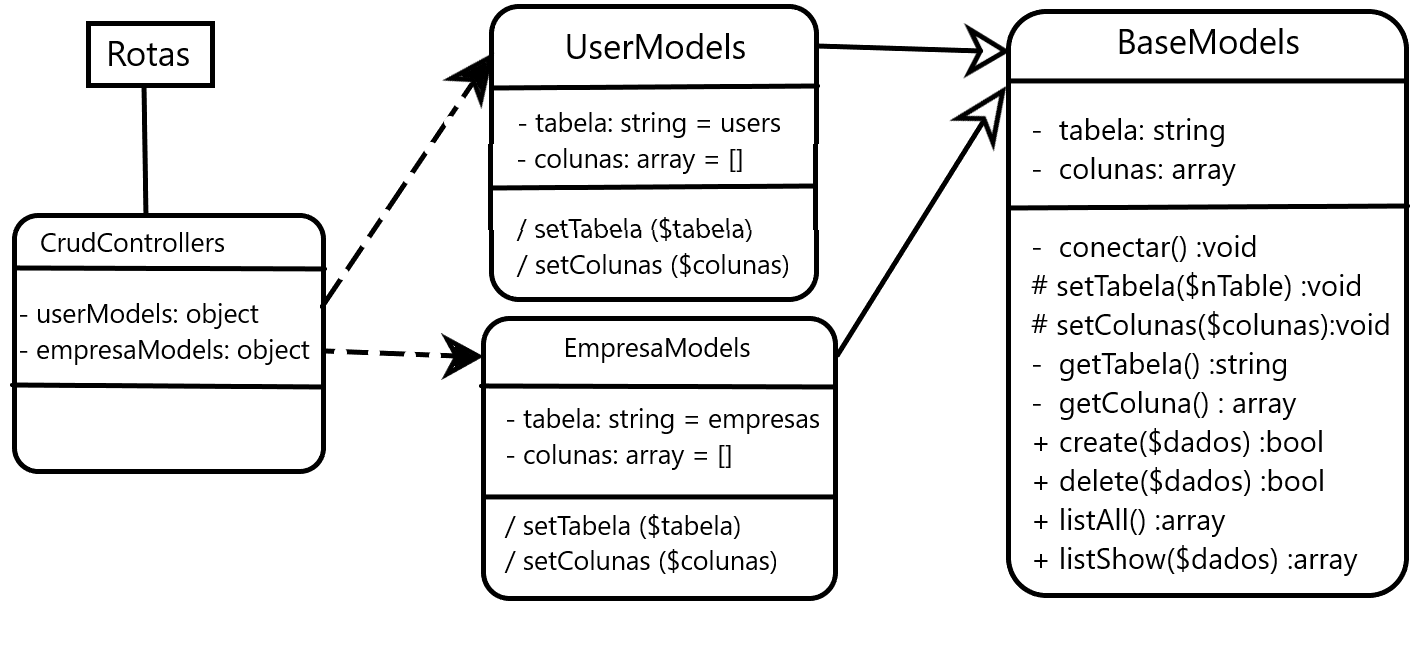 Rotas
CrudControllers
- userModels: object
- empresaModels: object
UserModels
- tabela: string = users
- colunas: array = []
/ setTabela ($tabela)
/ setColunas ($colunas)
EmpresaModels
- tabela: string = empresas
- colunas: array = []
/ setTabela ($tabela)
/ setColunas ($colunas)
BaseModels
- tabela: string
- colunas: array
- conectar() :void
# setTabela($nTable) :void
# setColunas($colunas):void
- getTabela() :string
- getColuna() : array
+ create($dados) :bool
+ delete($dados) :bool
+ listAll() :array
+ listShow($dados) :array